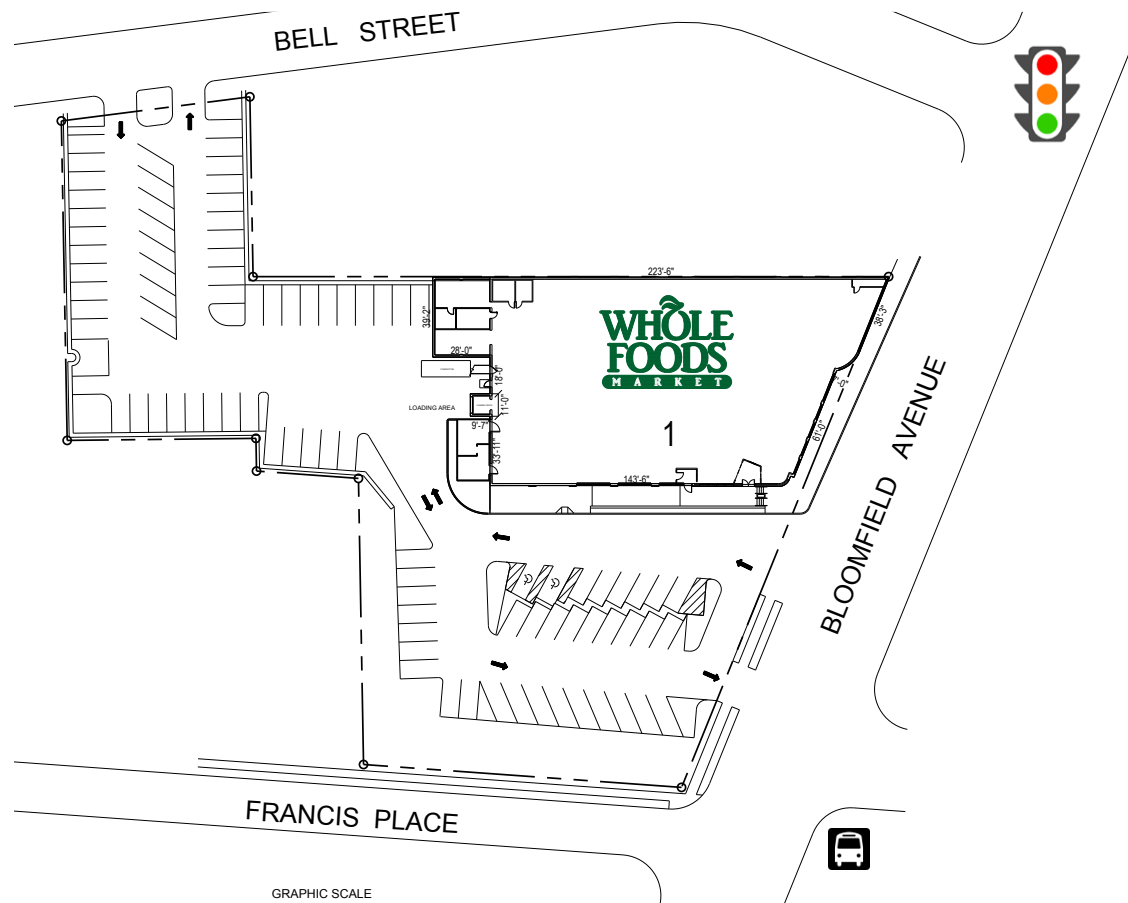 BELL STREET
223'-6"
38'-3"
39'-2"
WHOLE
FOODS
MARKET
28'-0"
18'-0"
LOADING AREA
11'-0"
9'-7"
33'-11"
1
61'-0"
143'-6"
BLOOMFIELD AVENUE
FRANCIS PLACE
GRAPHIC SCALE